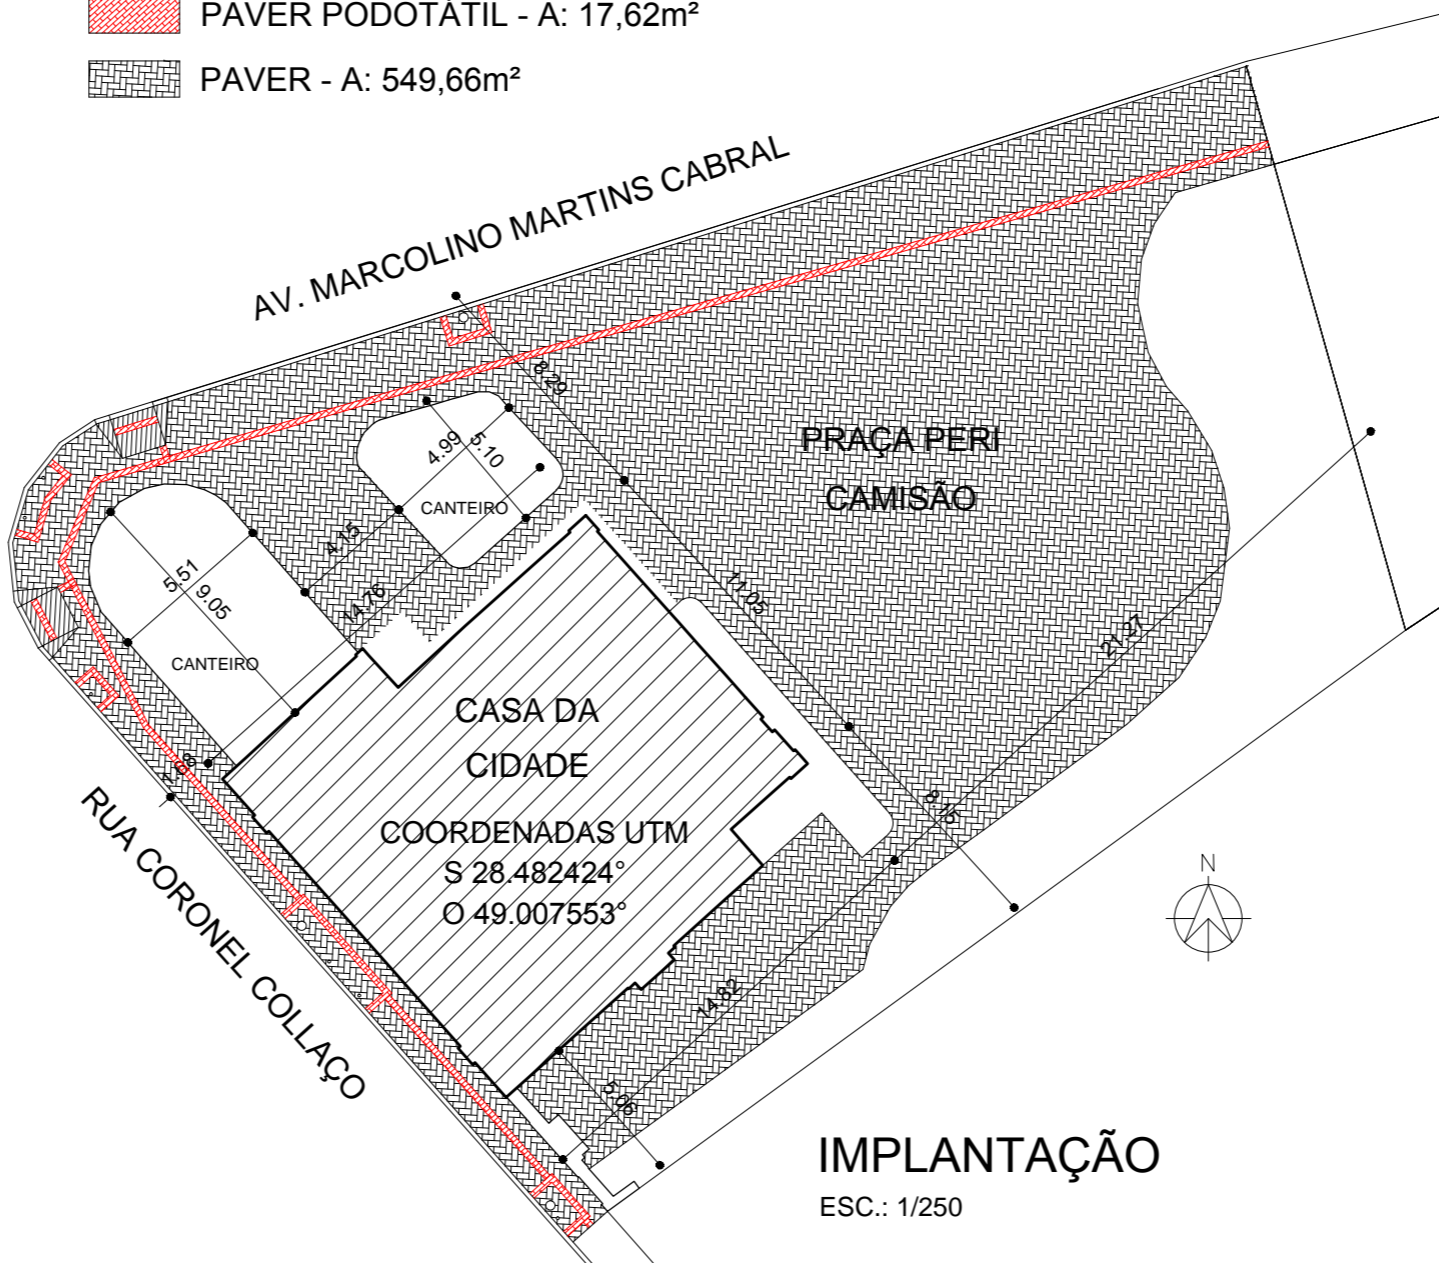 PAVER PODOTÁTIL - A: 17,62m²
PAVER - A: 549,66m²
AV. MARCOLINO MARTINS CABRAL
8.29
4.99
5.10
CANTEIRO
PRAÇA PERI
CAMISÃO
4.15
14.76
5.51
9.05
CANTEIRO
11.05
21.27
CASA DA
CIDADE
COORDENADAS UTM
S 28.482424°
O 49.007553°
8.15
RUA CORONEL COLLAÇO
14.82
5.06
N
IMPLANTAÇÃO
ESC.: 1/250